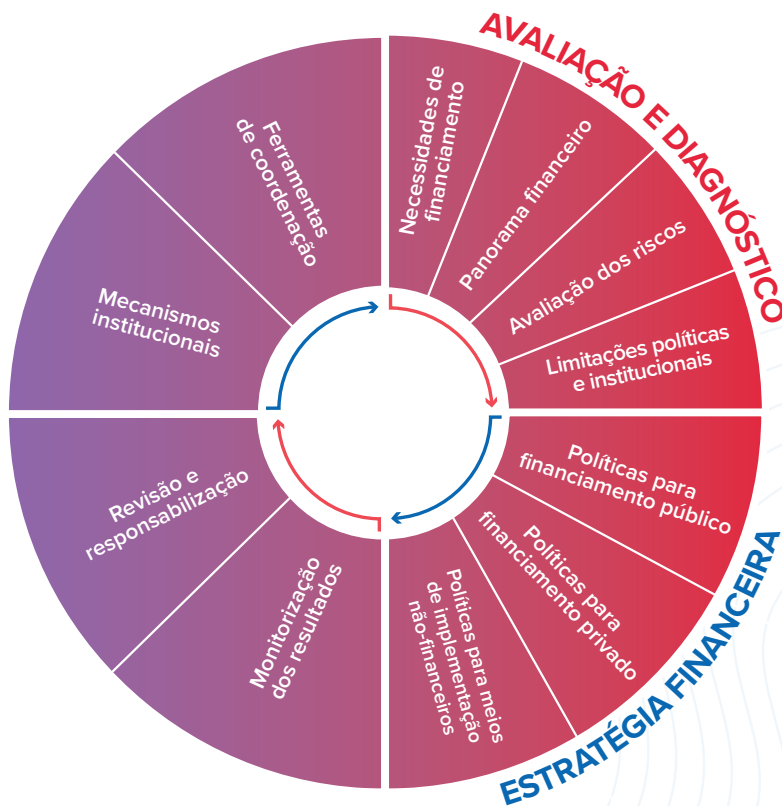 AVALIAÇÃO E DIAGNÓSTICO
Necessidades de
financiamento
Panorama financeiro
Avaliação dos riscos
Limitações políticas
e institucionais
ESTRATÉGIA FINANCEIRA
Políticas para
financiamento público
Políticas para
financiamento privado
Políticas para meios
de implementação
não-financeiros
Monitorização
dos resultados
Revisão e
responsabilização
Mecanismos
institucionais
Ferramentas
de coordenação